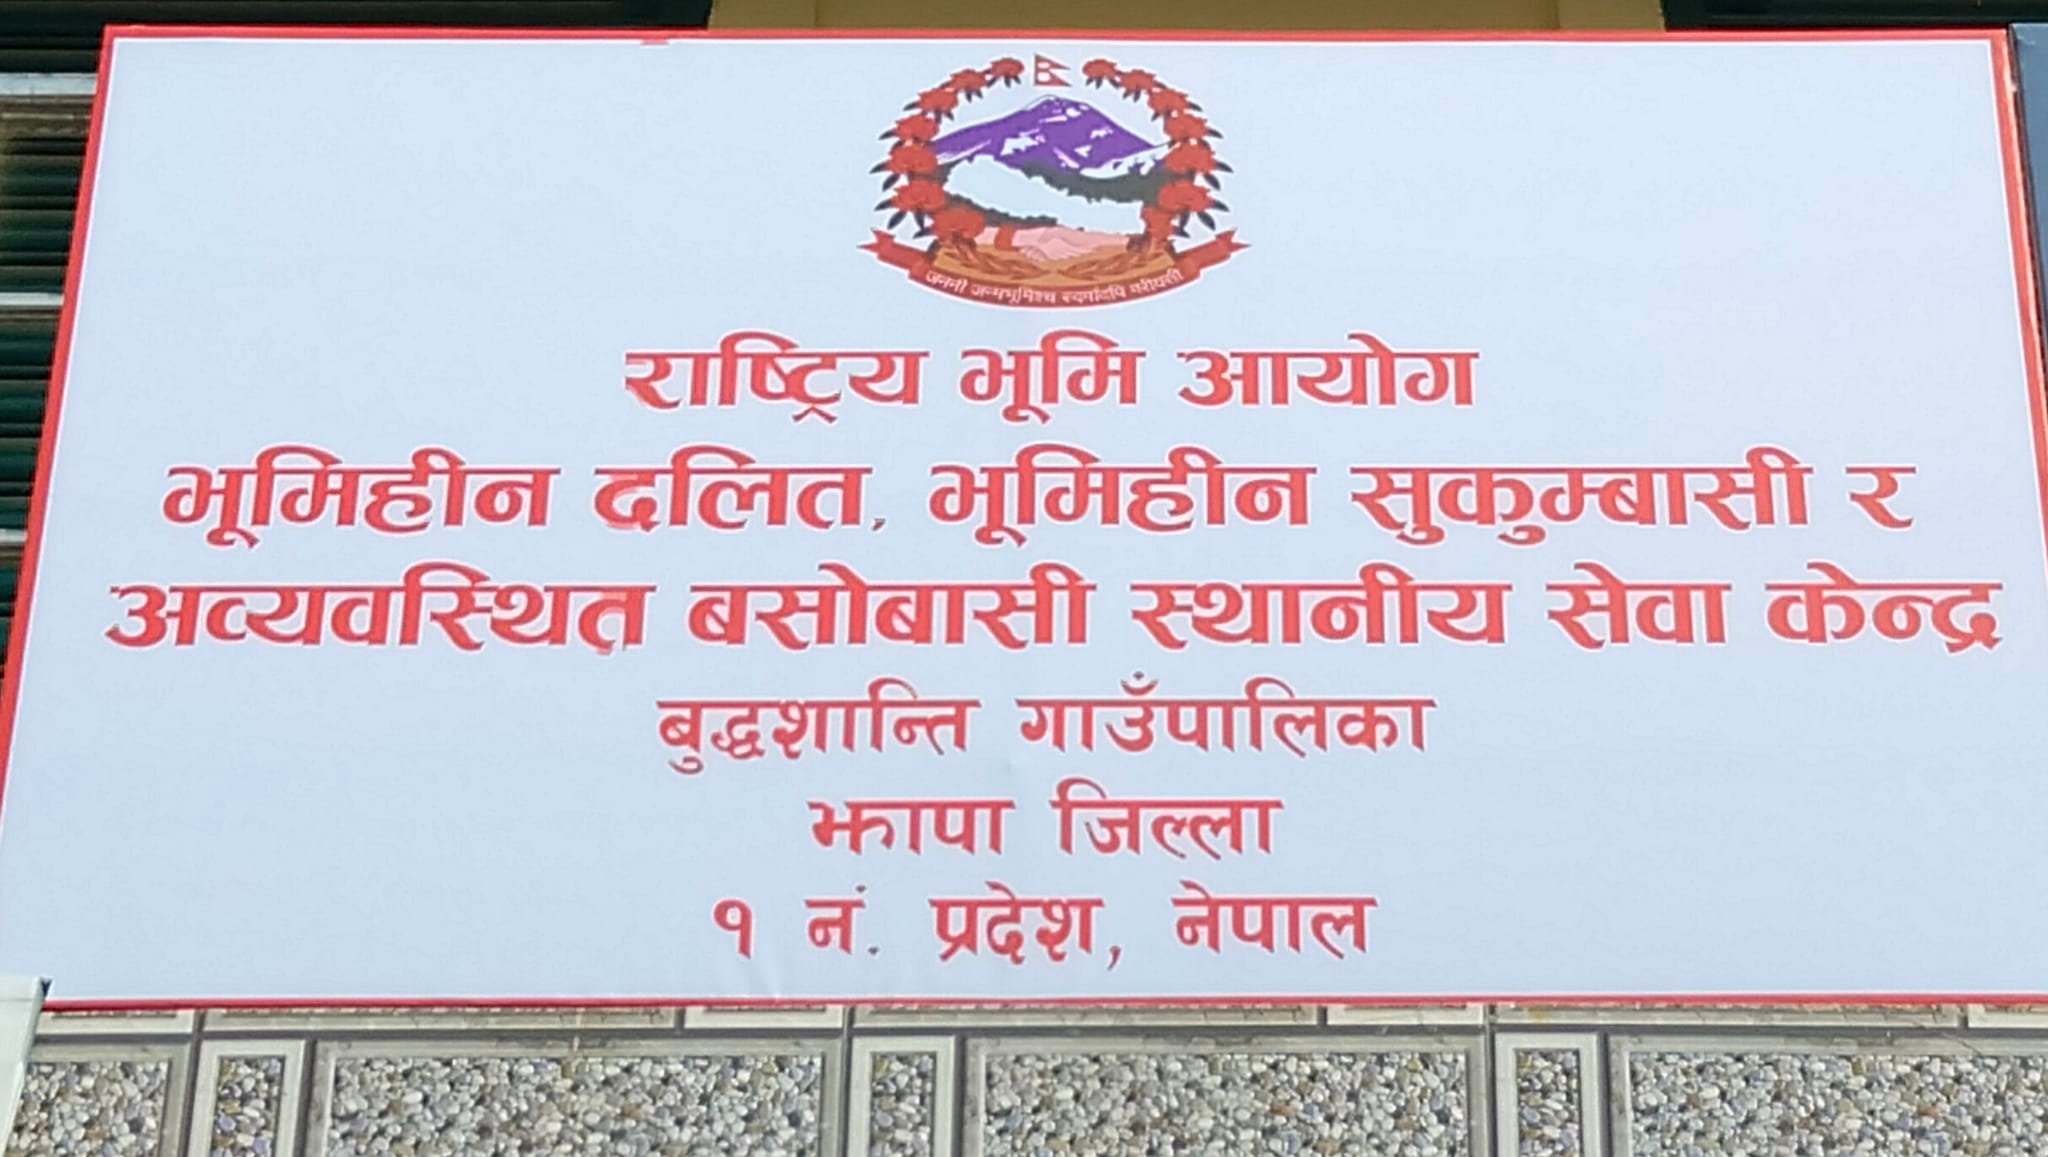 जननी जन्मभूमिश्च स्वर्गादपि गरीयसी
राष्ट्रिय भूमि आयोग
भूमिहीन दलित, भूमिहीन सुकुम्बासी र
अव्यवस्थित बसोबासी स्थानीय सेवा केन्द्र
बुद्धशान्ति गाउँपालिका
झापा जिल्ला
१ नं. प्रदेश, नेपाल